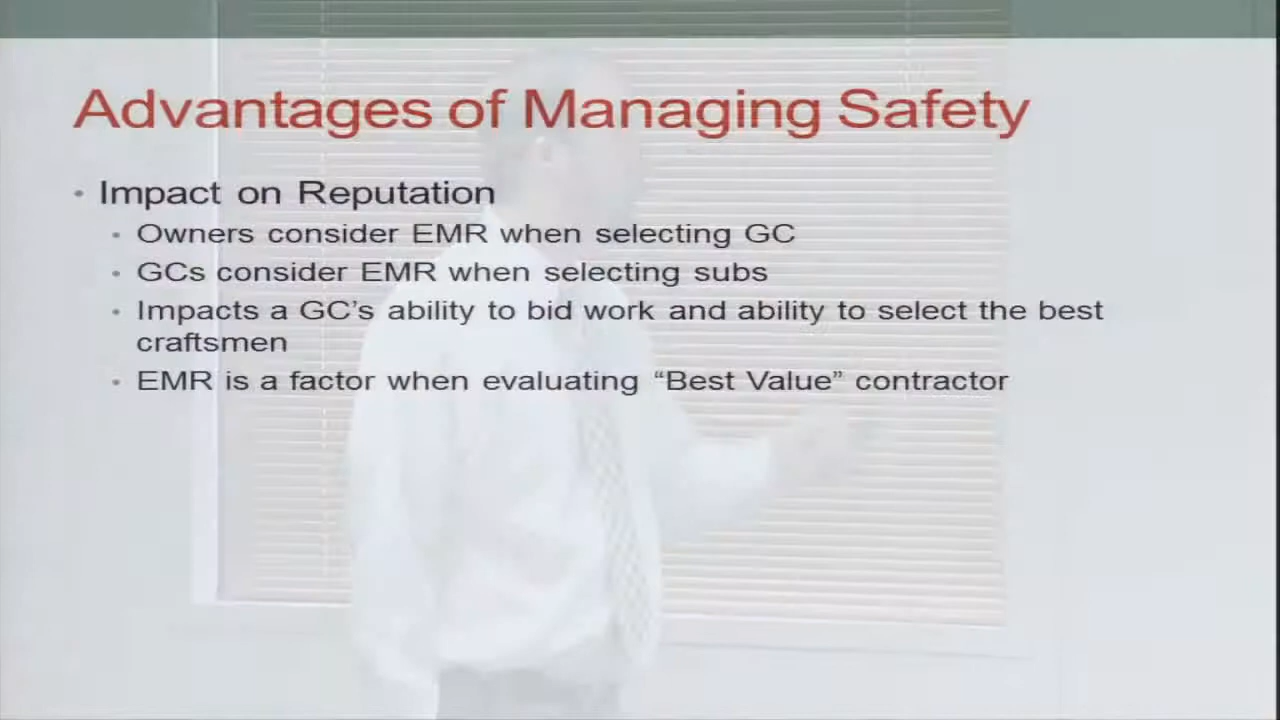 Advantages of Managing Safety
• Impact on Reputation
• Owners consider EMR when selecting GC
• GCs consider EMR when selecting subs
• Impacts a GC's ability to bid work and ability to select the best
craftsmen
• EMR is a factor when evaluating “Best Value” contractor